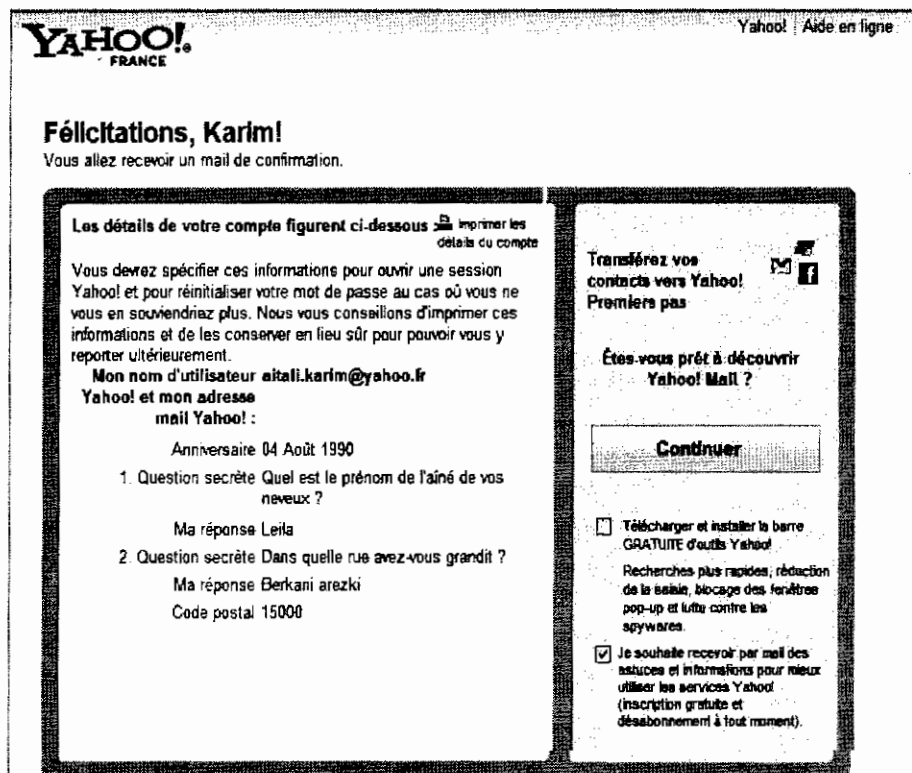 YAHOO!
FRANCE
Yahoo! | Aide en ligne
Félicitations, Karim!
Vous allez recevoir un mail de confirmation.
Les détails de votre compte figurent ci-dessous imprimer les
détails du compte
Vous devrez spécifier ces informations pour ouvrir une session
Yahoo! et pour réinitialiser votre mot de passe au cas où vous ne
vous en souviendriez plus. Nous vous conseillons d'imprimer ces
informations et de les conserver en lieu sûr pour pouvoir vous y
reporter ultérieurement.
Mon nom d'utilisateur aitali.karim@yahoo.fr
Yahoo! et mon adresse
mail Yahoo! :
Anniversaire 04 Août 1990
1. Question secrète Quel est le prénom de l'aîné de vos
neveux ?
Ma réponse Leila
2. Question secrète Dans quelle rue avez-vous grandit ?
Ma réponse Berkani arezki
Code postal 15000
Transférez vos
contacts vers Yahoo!
Premiers pas
Êtes-vous prêt à découvrir
Yahoo! Mail ?
Continuer
Télécharger et installer la barre
GRATUITE d'outils Yahoo!
Recherches plus rapides, réduction
de la saisie, blocage des fenêtres
pop-up et lutte contre les
spywares.
Je souhaite recevoir par mail des
astuces et informations pour mieux
utiliser les services Yahoo!
(inscription gratuite et
désabonnement à tout moment).